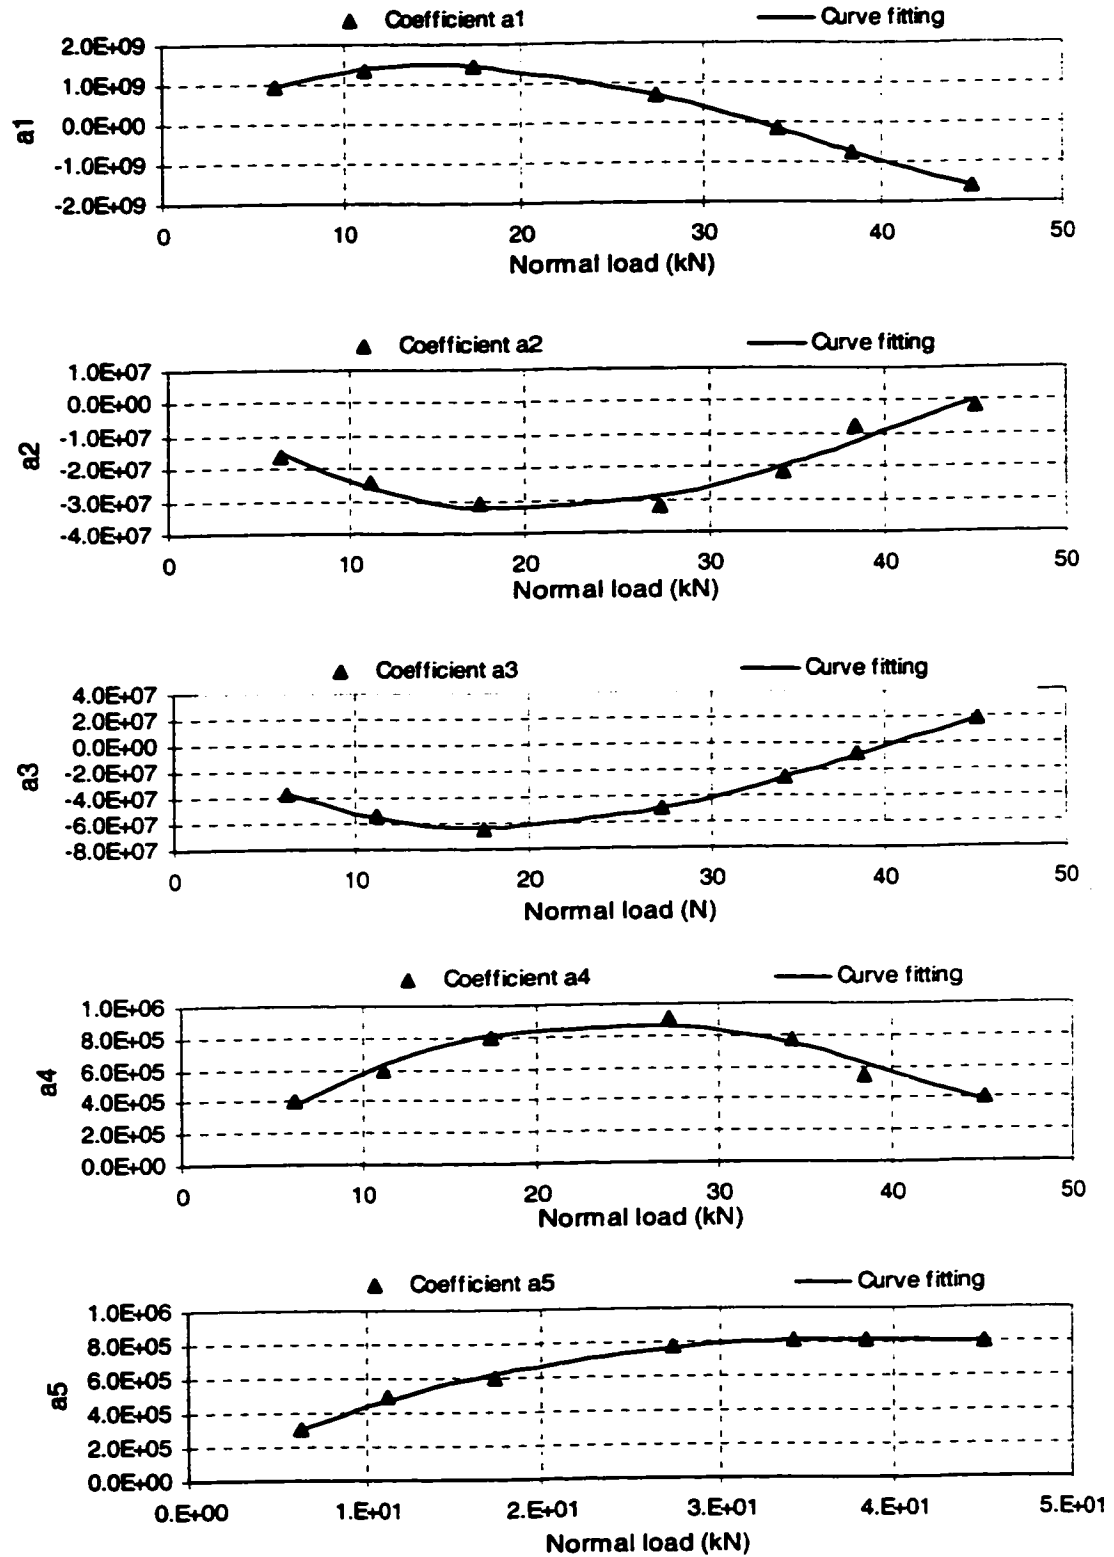 Coefficient a1 Curve fitting
2.0E+09
1.0E+09
0.0E+00
-1.0E+09
-2.0E+09
a1
0 10 20 30 40 50
Normal load (kN)
Coefficient a2 Curve fitting
1.0E+07
0.0E+00
-1.0E+07
-2.0E+07
-3.0E+07
-4.0E+07
a2
0 10 20 30 40 50
Normal load (kN)
Coefficient a3 Curve fitting
4.0E+07
2.0E+07
0.0E+00
-2.0E+07
-4.0E+07
-6.0E+07
-8.0E+07
a3
0 10 20 30 40 50
Normal load (N)
Coefficient a4 Curve fitting
1.0E+06
8.0E+05
6.0E+05
4.0E+05
2.0E+05
0.0E+00
a4
0 10 20 30 40 50
Normal load (kN)
Coefficient a5 Curve fitting
1.0E+06
8.0E+05
6.0E+05
4.0E+05
2.0E+05
0.0E+00
a5
0.E+00 1.E+01 2.E+01 3.E+01 4.E+01 5.E+01
Normal load (kN)